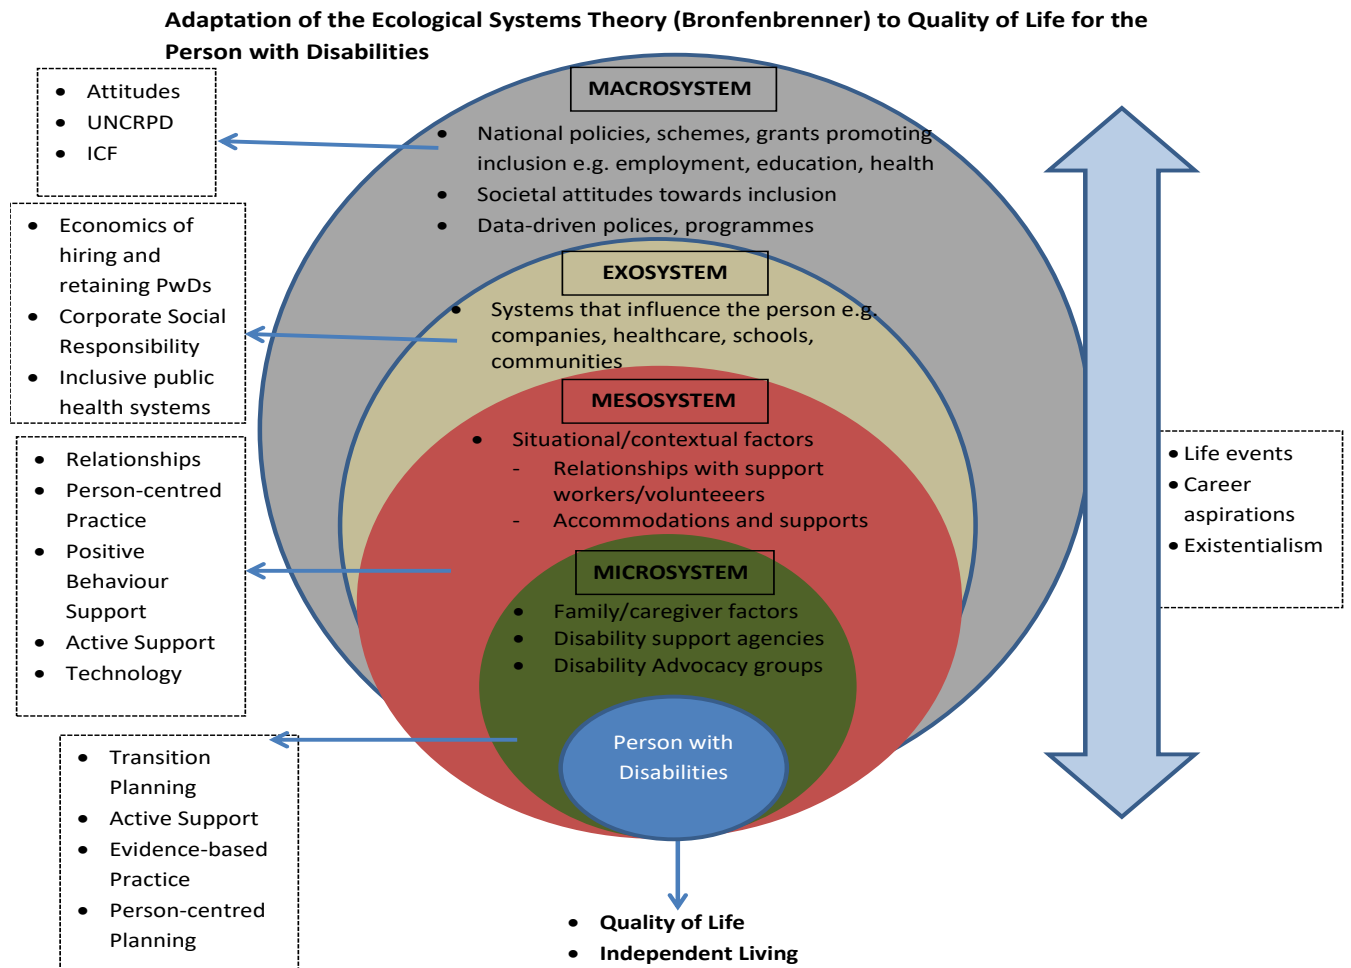 Adaptation of the Ecological Systems Theory (Bronfenbrenner) to Quality of Life for the
Person with Disabilities
• Attitudes
• UNCRPD
• ICF
MACROSYSTEM
• National policies, schemes, grants promoting
inclusion e.g. employment, education, health
• Societal attitudes towards inclusion
• Data-driven polices, programmes
• Economics of
hiring and
retaining PwDs
• Corporate Social
Responsibility
• Inclusive public
health systems
EXOSYSTEM
• Systems that influence the person e.g.
companies, healthcare, schools,
communities
MESOSYSTEM
• Situational/contextual factors
- Relationships with support
workers/volunteeers
- Accommodations and supports
• Relationships
• Person-centred
Practice
• Positive
Behaviour
Support
• Active Support
• Technology
• Life events
• Career
aspirations
• Existentialism
MICROSYSTEM
• Family/caregiver factors
• Disability support agencies
• Disability Advocacy groups
Person with
Disabilities
• Transition
Planning
• Active Support
• Evidence-based
Practice
• Person-centred
Planning
• Quality of Life
• Independent Living